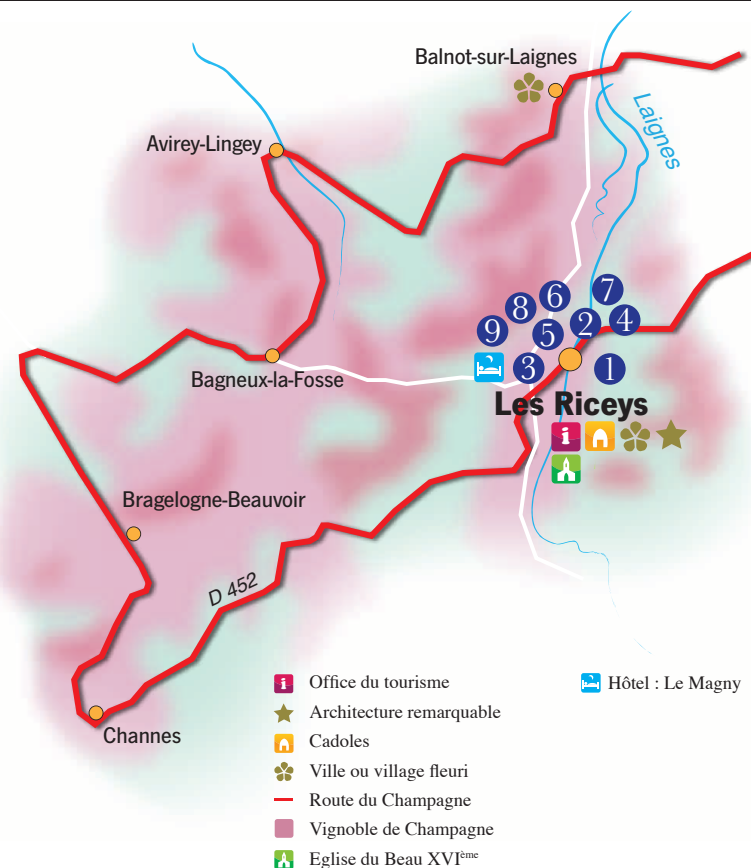 Balnot-sur-Laignes
Laignes
Avirey-Lingey
6
7
8
2
4
9
5
3
1
Bagneux-la-Fosse
Les Riceys
i
Bragelogne-Beauvoir
D 452
Channes
i Office du tourisme
Hôtel : Le Magny
Architecture remarquable
Cadoles
Ville ou village fleuri
Route du Champagne
Vignoble de Champagne
Eglise du Beau XVIème